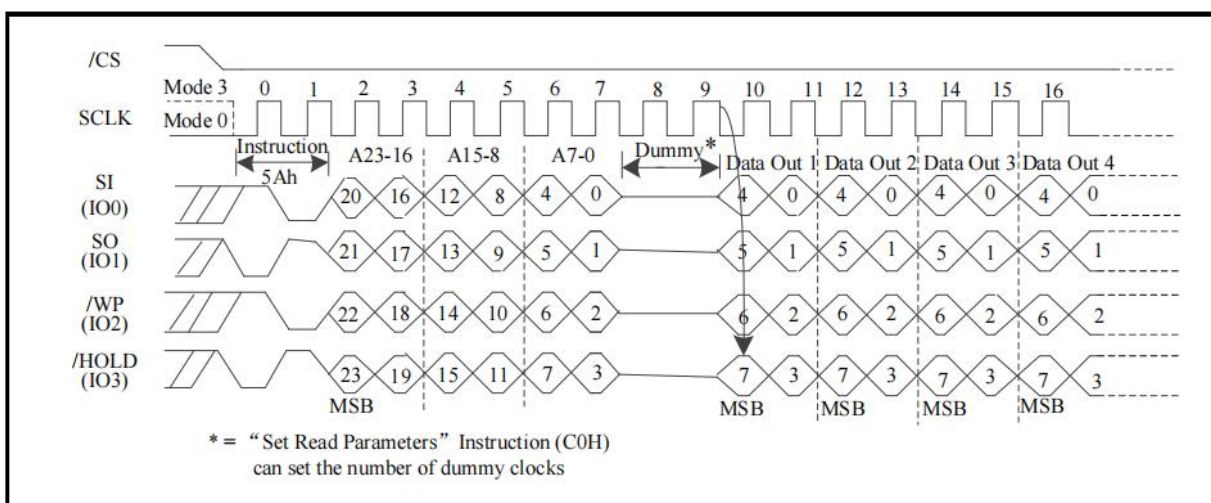 /CS
Mode 3 0 1 2 3 4 5 6 7 8 9 10 11 12 13 14 15 16
SCLK Mode 0
Instruction A23-16 A15-8 A7-0 Dummy* Data Out 1 Data Out 2 Data Out 3 Data Out 4
5Ah
SI
(IO0) 20 16 12 8 4 0 4 0 4 0 4 0 4 0
SO
(IO1) 21 17 13 9 5 1 5 1 5 1 5 1 5 1
/WP
(IO2) 22 18 14 10 6 2 6 2 6 2 6 2 6 2
/HOLD
(IO3) 23 19 15 11 7 3 7 3 7 3 7 3 7 3
MSB MSB MSB MSB MSB
* = “Set Read Parameters” Instruction (C0H)
can set the number of dummy clocks